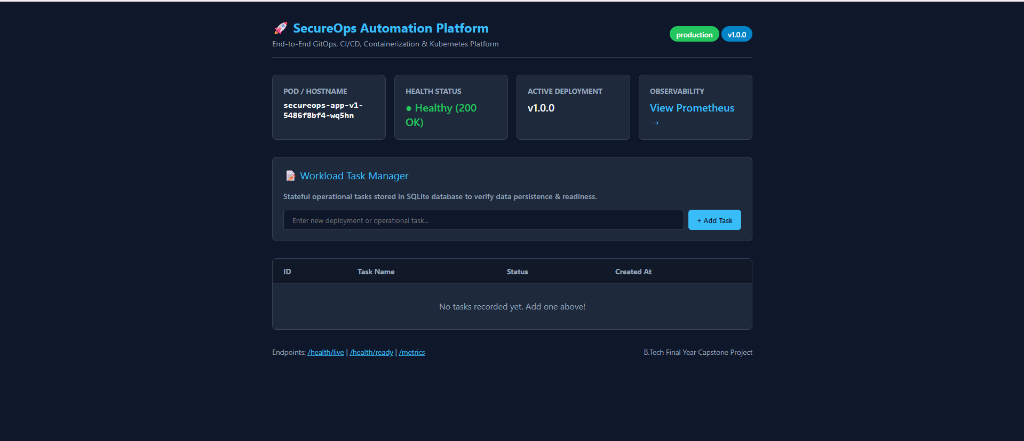 SecureOps Automation Platform
End-to-End GitOps, CI/CD, Containerization & Kubernetes Platform
production
v1.0.0
POD / HOSTNAME
secureops-app-v1-
5486f8bf4-wq5hn
HEALTH STATUS
● Healthy (200
OK)
ACTIVE DEPLOYMENT
v1.0.0
OBSERVABILITY
View Prometheus
→
Workload Task Manager
Stateful operational tasks stored in SQLite database to verify data persistence & readiness.
Enter new deployment or operational task...
+ Add Task
ID Task Name Status Created At
No tasks recorded yet. Add one above!
Endpoints: /health/live | /health/ready | /metrics
B.Tech Final Year Capstone Project